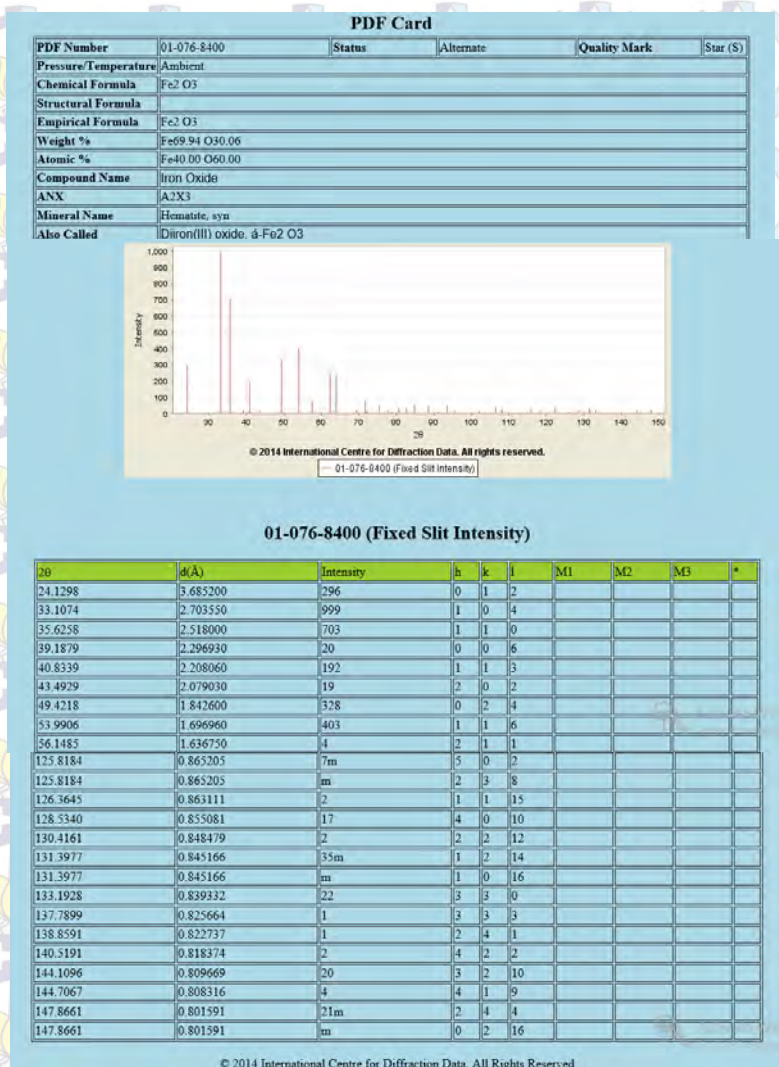 PDF Card
PDF Number 01-076-8400 Status Alternate Quality Mark Star (S)
Pressure/Temperature Ambient
Chemical Formula Fe2 O3
Structural Formula
Empirical Formula Fe2 O3
Weight % Fe69.94 O30.06
Atomic % Fe40.00 O60.00
Compound Name Iron Oxide
ANX A2X3
Mineral Name Hematite, syn
Also Called Diiron(III) oxide, á-Fe2 O3
1,000
900
800
700
600
500
400
300
200
100
0
Intensity
30 40 50 60 70 80 90 100 110 120 130 140 150
2θ
© 2014 International Centre for Diffraction Data. All rights reserved.
— 01-076-8400 (Fixed Slit Intensity)
01-076-8400 (Fixed Slit Intensity)
2θ d(Å) Intensity h k l M1 M2 M3 *
24.1298 3.685200 296 0 1 2
33.1074 2.703550 999 1 0 4
35.6258 2.518000 703 1 1 0
39.1879 2.296930 20 0 0 6
40.8339 2.208060 192 1 1 3
43.4929 2.079030 19 2 0 2
49.4218 1.842600 328 0 2 4
53.9906 1.696960 403 1 1 6
56.1485 1.636750 4 2 1 1
125.8184 0.865205 7m 5 0 2
125.8184 0.865205 m 2 3 8
126.3645 0.863111 2 1 1 15
128.5340 0.855081 17 4 0 10
130.4161 0.848479 2 2 2 12
131.3977 0.845166 35m 1 2 14
131.3977 0.845166 m 1 0 16
133.1928 0.839332 22 3 3 0
137.7899 0.825664 1 3 3 3
138.8591 0.822737 1 2 4 1
140.5191 0.818374 2 4 2 2
144.1096 0.809669 20 3 2 10
144.7067 0.808316 4 4 1 9
147.8661 0.801591 21m 2 4 4
147.8661 0.801591 m 0 2 16
© 2014 International Centre for Diffraction Data. All Rights Reserved